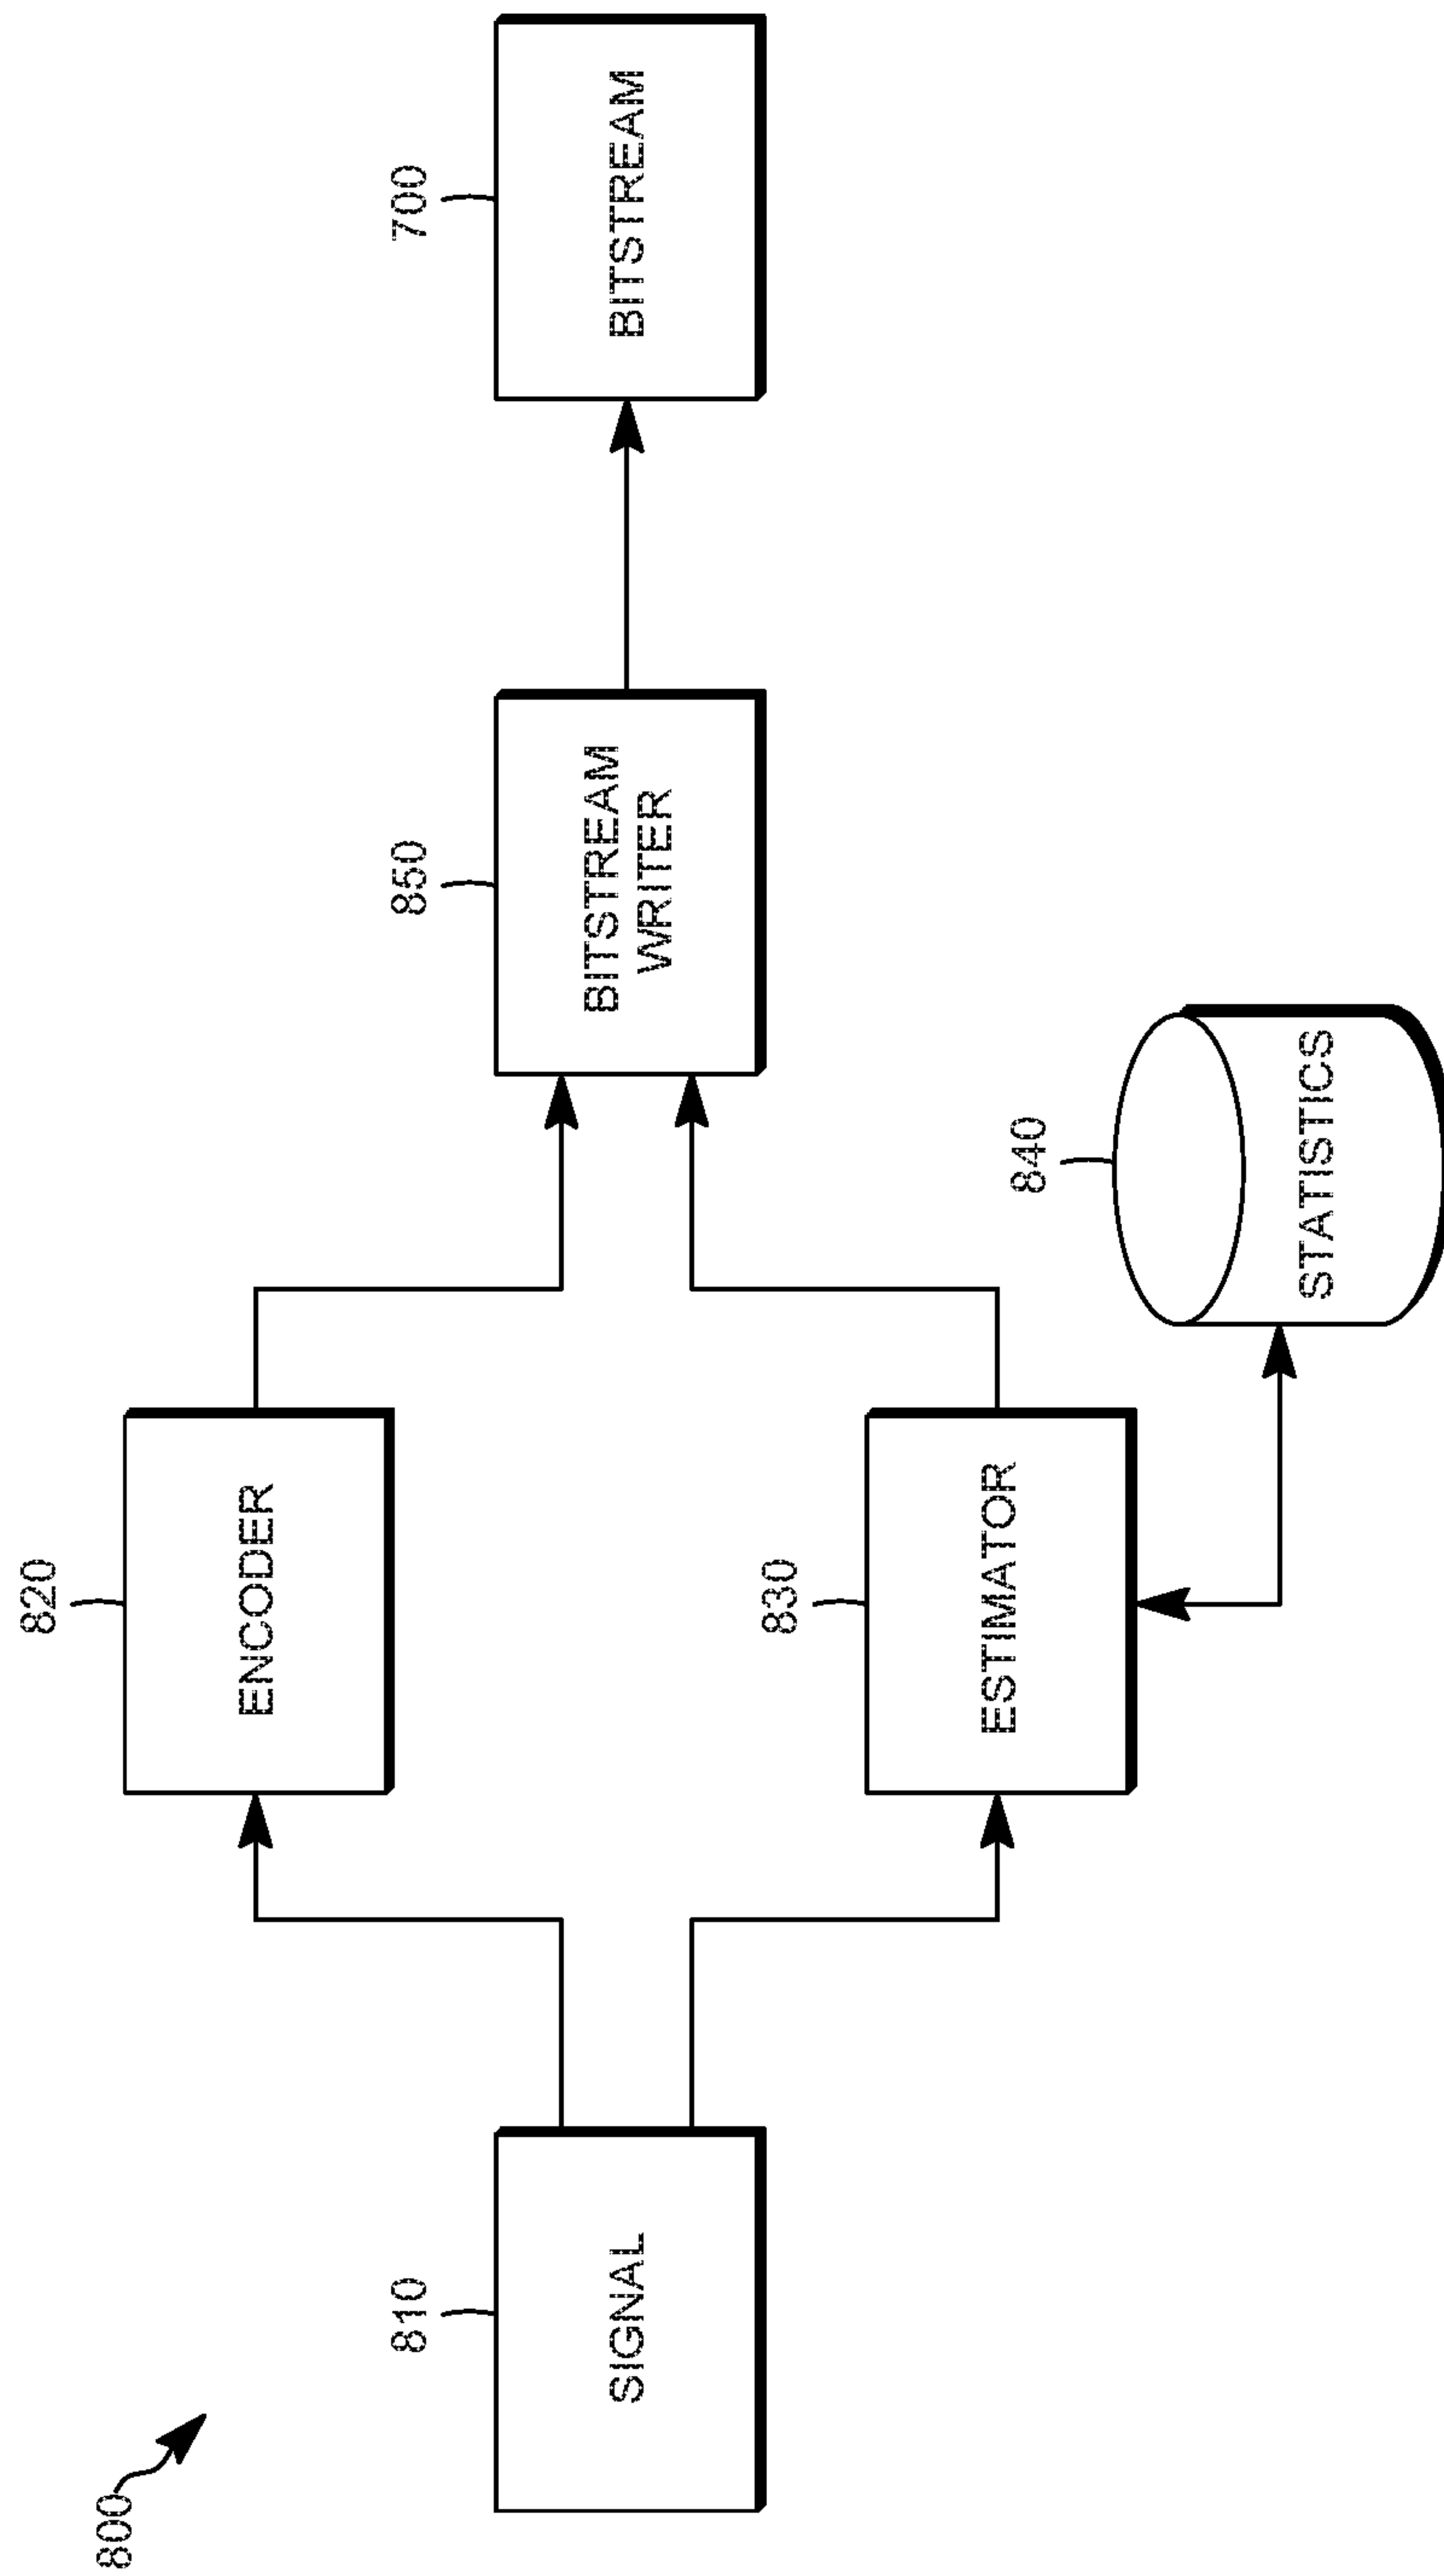 800
810
SIGNAL
820
ENCODER
830
ESTIMATOR
840
STATISTICS
850
BITSTREAM
WRITER
700
BITSTREAM